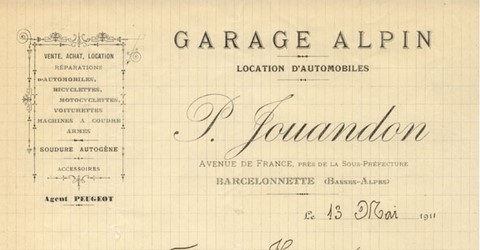 GARAGE ALPIN
LOCATION D'AUTOMOBILES
P. Jouandon
AVENUE DE FRANCE, PRÈS DE LA SOUS-PRÉFECTURE
BARCELONNETTE (BASSES-ALPES)
VENTE, ACHAT, LOCATION
RÉPARATIONS
D'AUTOMOBILES,
BICYCLETTES,
MOTOCYCLETTES,
VOITURETTES
MACHINES A COUDRE
ARMES
SOUDURE AUTOGÈNE
ACCESSOIRES
Agent PEUGEOT
Le 13 Mai 1911